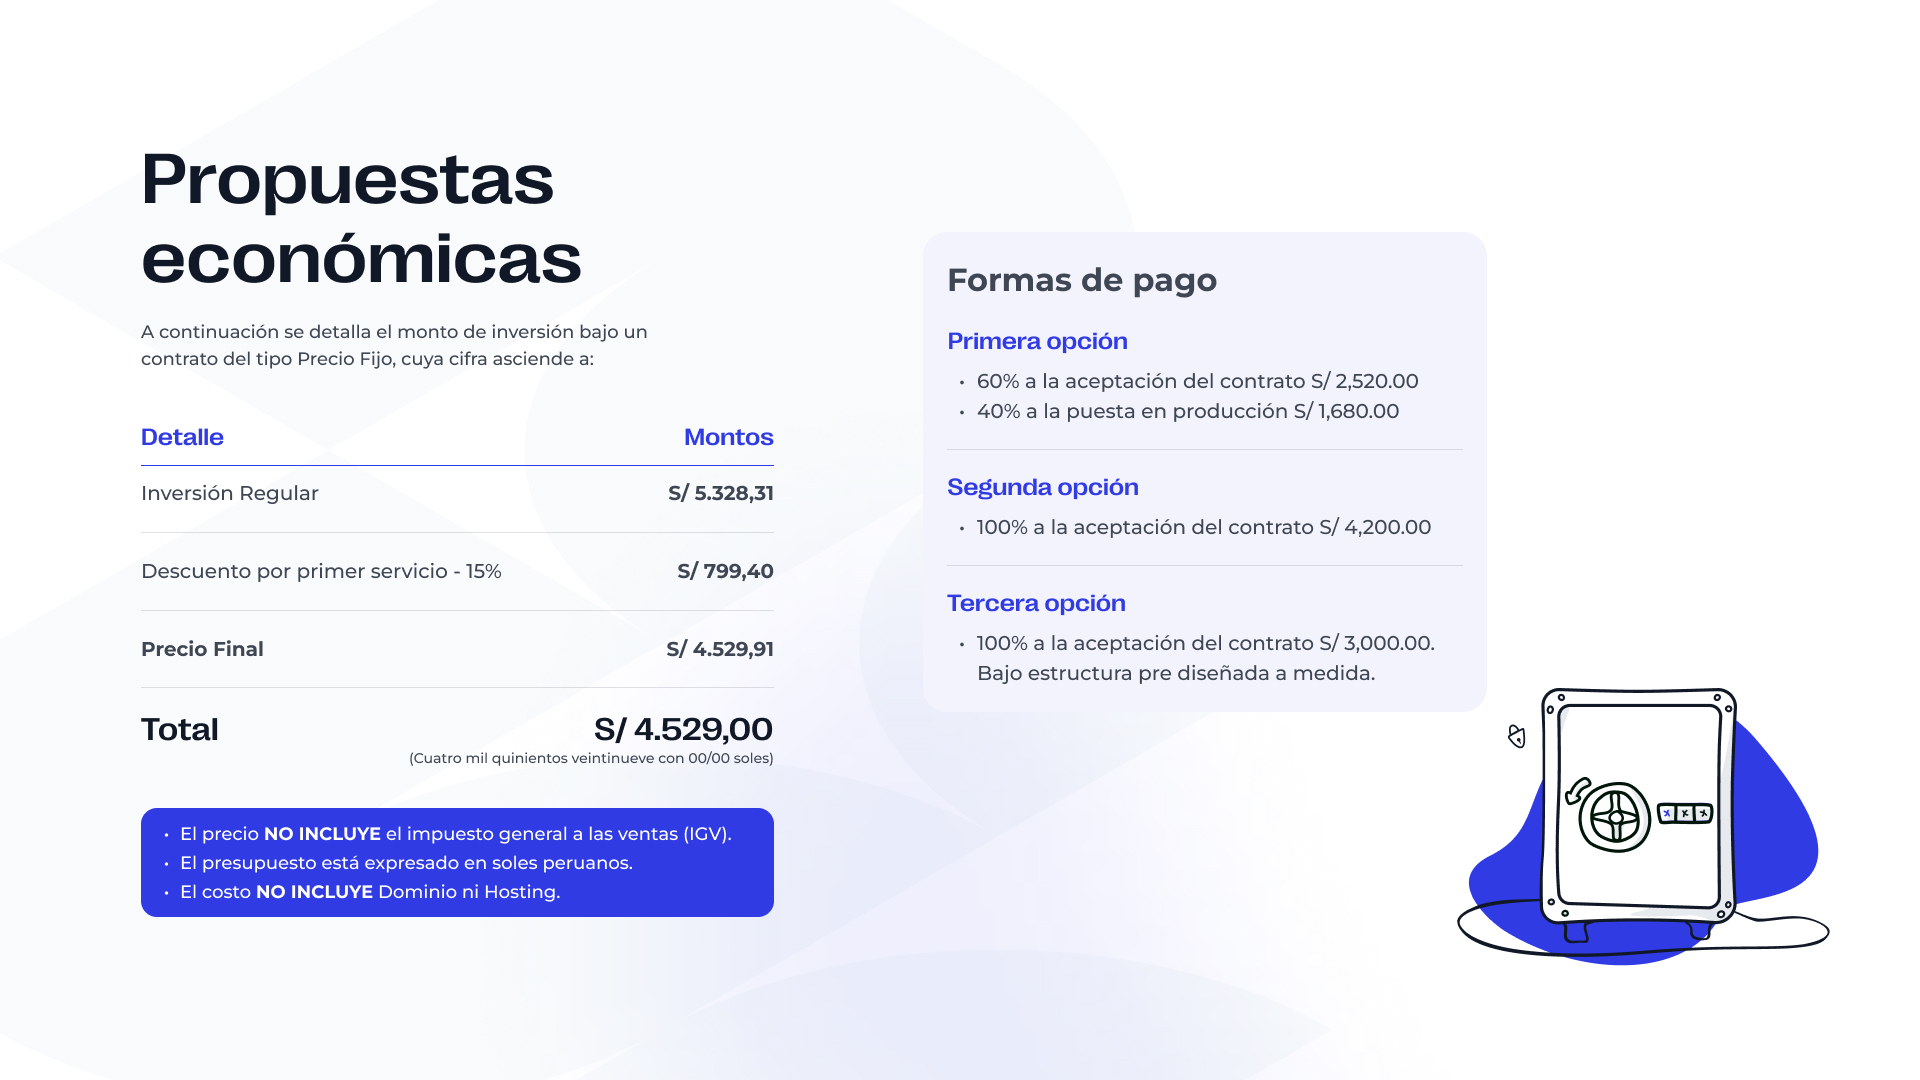 Propuestas
económicas
A continuación se detalla el monto de inversión bajo un
contrato del tipo Precio Fijo, cuya cifra asciende a:
Detalle Montos
Inversión Regular S/ 5.328,31
Descuento por primer servicio - 15% S/ 799,40
Precio Final S/ 4.529,91
Total S/ 4.529,00
(Cuatro mil quinientos veintinueve con 00/00 soles)
• El precio NO INCLUYE el impuesto general a las ventas (IGV).
• El presupuesto está expresado en soles peruanos.
• El costo NO INCLUYE Dominio ni Hosting.
Formas de pago
Primera opción
• 60% a la aceptación del contrato S/ 2,520.00
• 40% a la puesta en producción S/ 1,680.00
Segunda opción
• 100% a la aceptación del contrato S/ 4,200.00
Tercera opción
• 100% a la aceptación del contrato S/ 3,000.00.
Bajo estructura pre diseñada a medida.